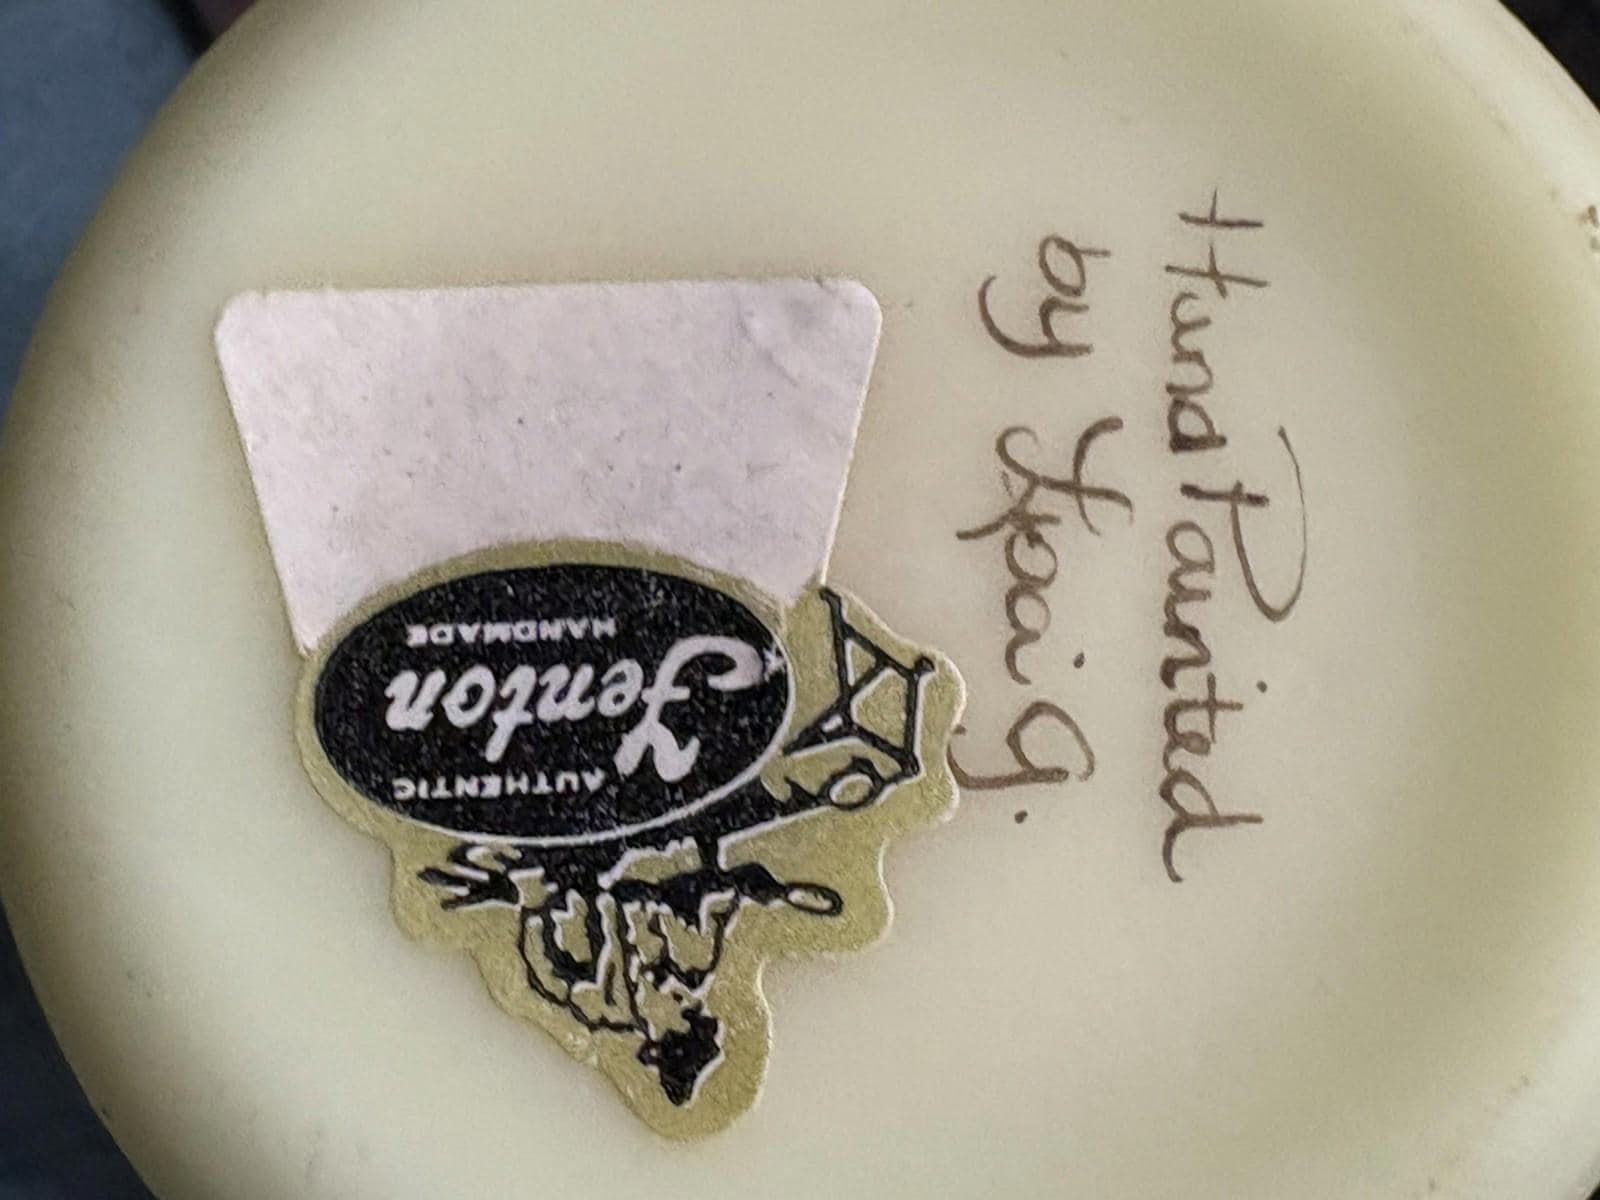 Hand Painted
by
G.
AUTHENTIC
Fenton
HANDMADE